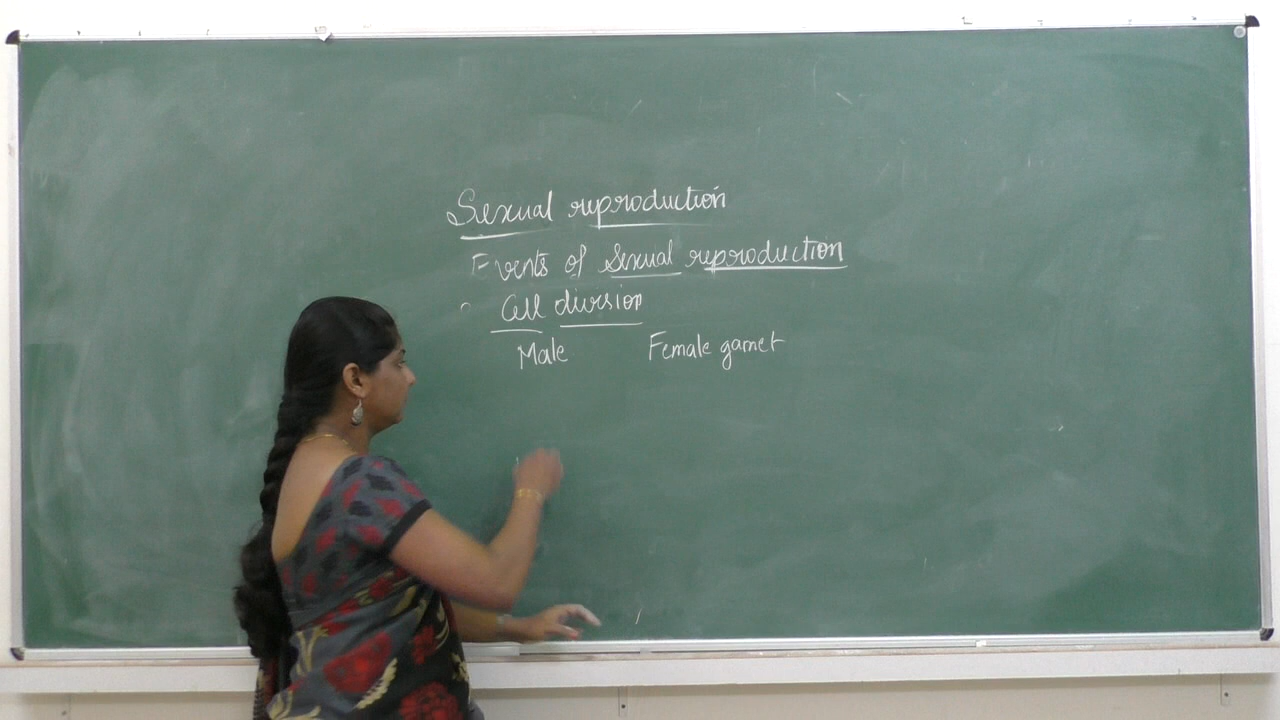 Sexual reproduction
Events of Sexual reproduction
Cell division
Male Female gamet